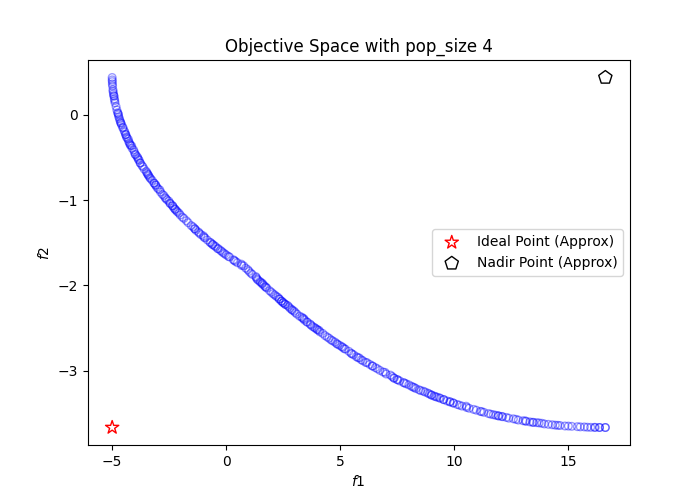 Objective Space with pop_size 4
f2
0
−1
−2
−3
Ideal Point (Approx)
Nadir Point (Approx)
−5
0
5
10
15
f1